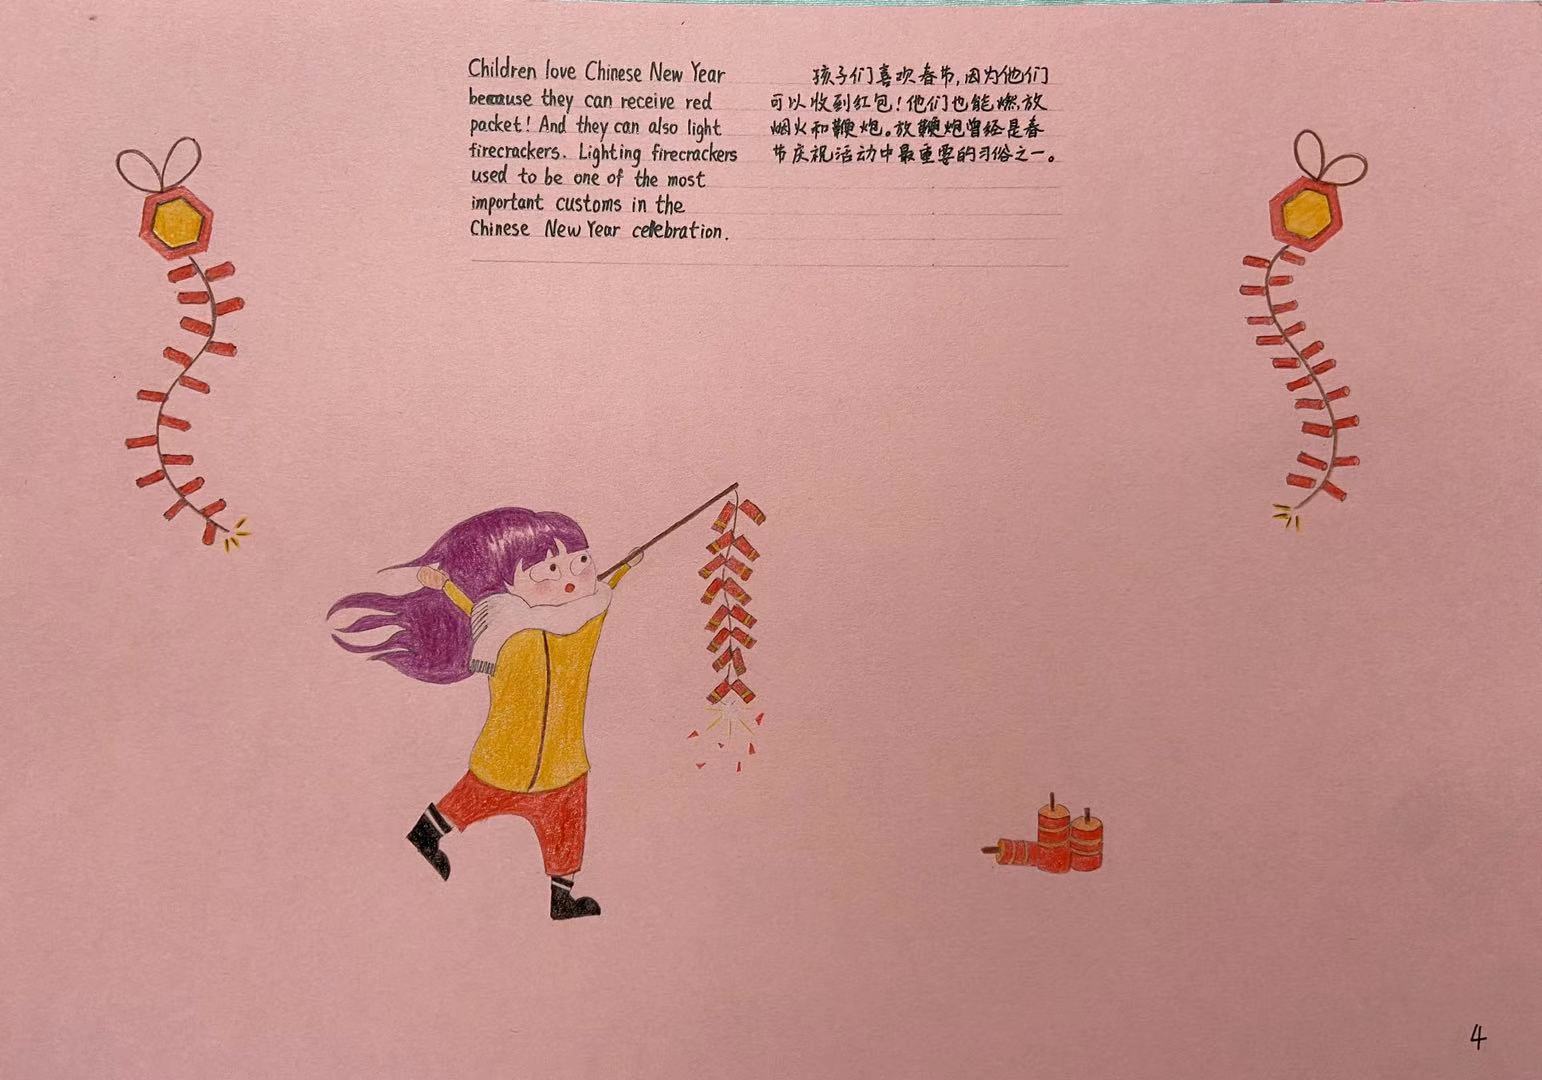 Children love Chinese New Year
because they can receive red
packet! And they can also light
firecrackers. Lighting firecrackers
used to be one of the most
important customs in the
Chinese New Year celebration.
孩子们喜欢春节,因为他们
可以收到红包!他们也能燃放
烟火和鞭炮。放鞭炮曾经是春
节庆祝活动中最重要的习俗之一。
4